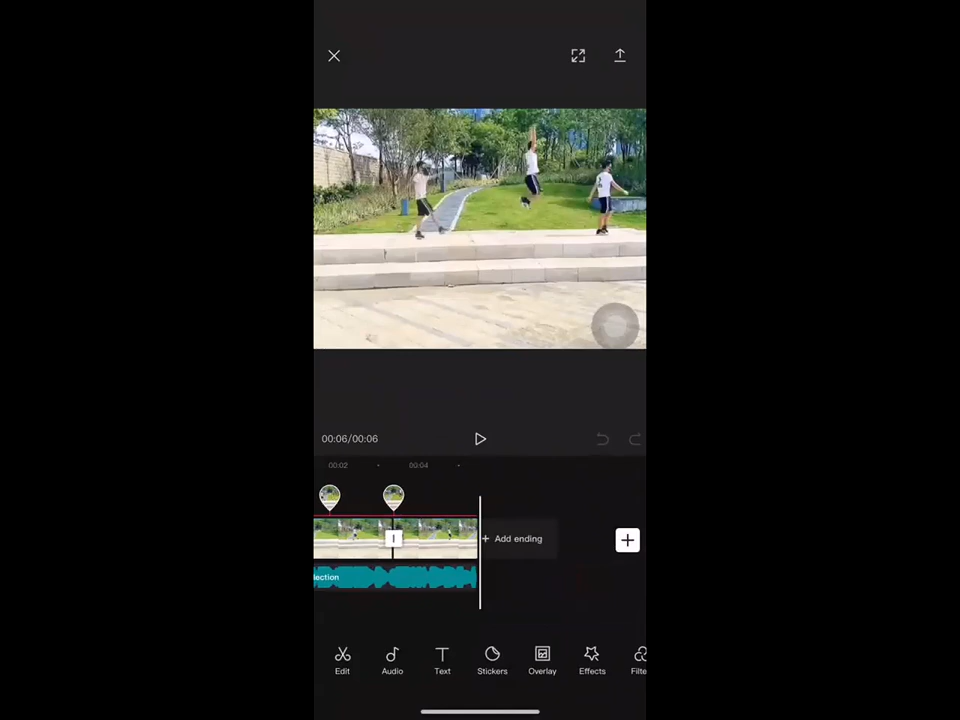 00:06/00:06
00:02
00:04
Add ending
lection
Edit
Audio
Text
Stickers
Overlay
Effects
Filte